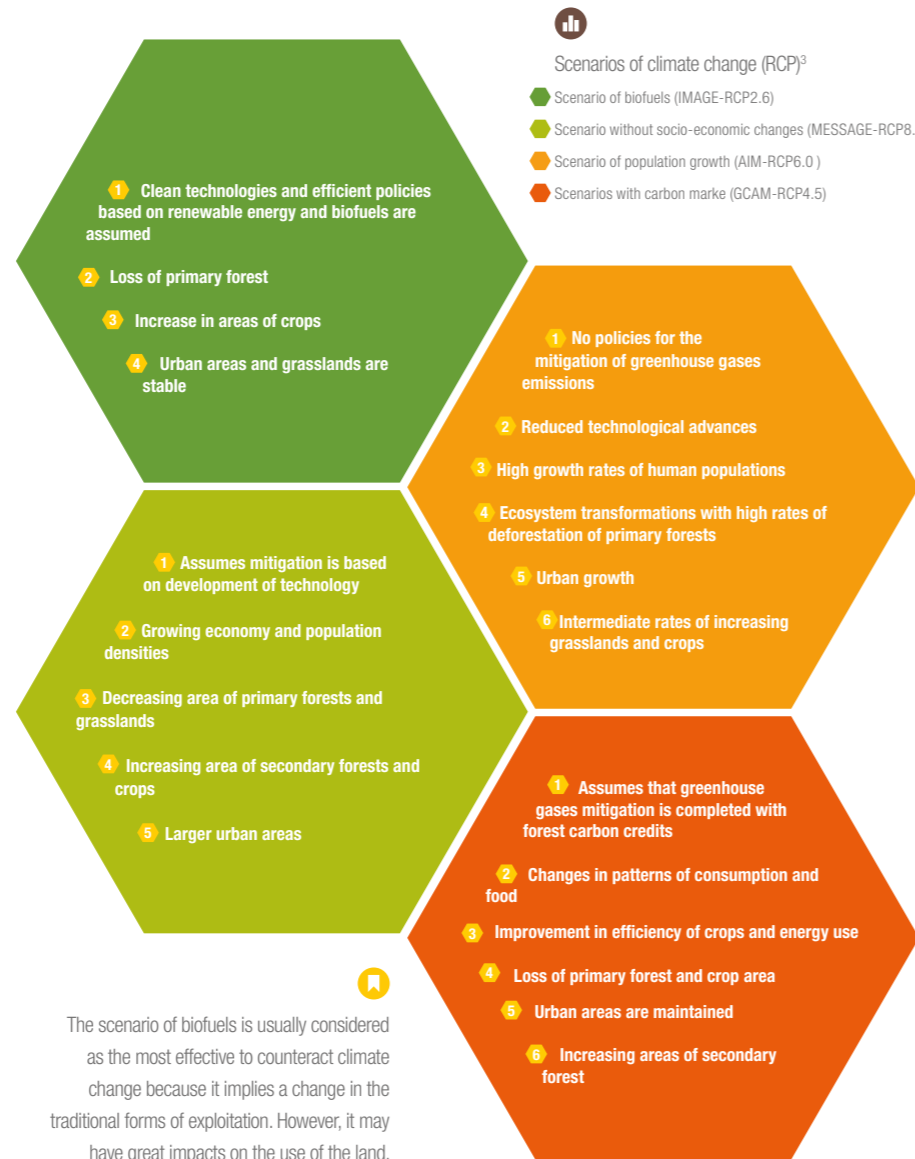 Scenarios of climate change (RCP)³
Scenario of biofuels (IMAGE-RCP2.6)
Scenario without socio-economic changes (MESSAGE-RCP8.
Scenario of population growth (AIM-RCP6.0 )
Scenarios with carbon marke (GCAM-RCP4.5)
1 Clean technologies and efficient policies
based on renewable energy and biofuels are
assumed
2 Loss of primary forest
3 Increase in areas of crops
4 Urban areas and grasslands are
stable
1 No policies for the
mitigation of greenhouse gases
emissions
2 Reduced technological advances
3 High growth rates of human populations
4 Ecosystem transformations with high rates of
deforestation of primary forests
5 Urban growth
6 Intermediate rates of increasing
grasslands and crops
1 Assumes mitigation is based
on development of technology
2 Growing economy and population
densities
3 Decreasing area of primary forests and
grasslands
4 Increasing area of secondary forests and
crops
5 Larger urban areas
1 Assumes that greenhouse
gases mitigation is completed with
forest carbon credits
2 Changes in patterns of consumption and
food
3 Improvement in efficiency of crops and energy use
4 Loss of primary forest and crop area
5 Urban areas are maintained
6 Increasing areas of secondary
forest
The scenario of biofuels is usually considered
as the most effective to counteract climate
change because it implies a change in the
traditional forms of exploitation. However, it may
have great impacts on the use of the land.